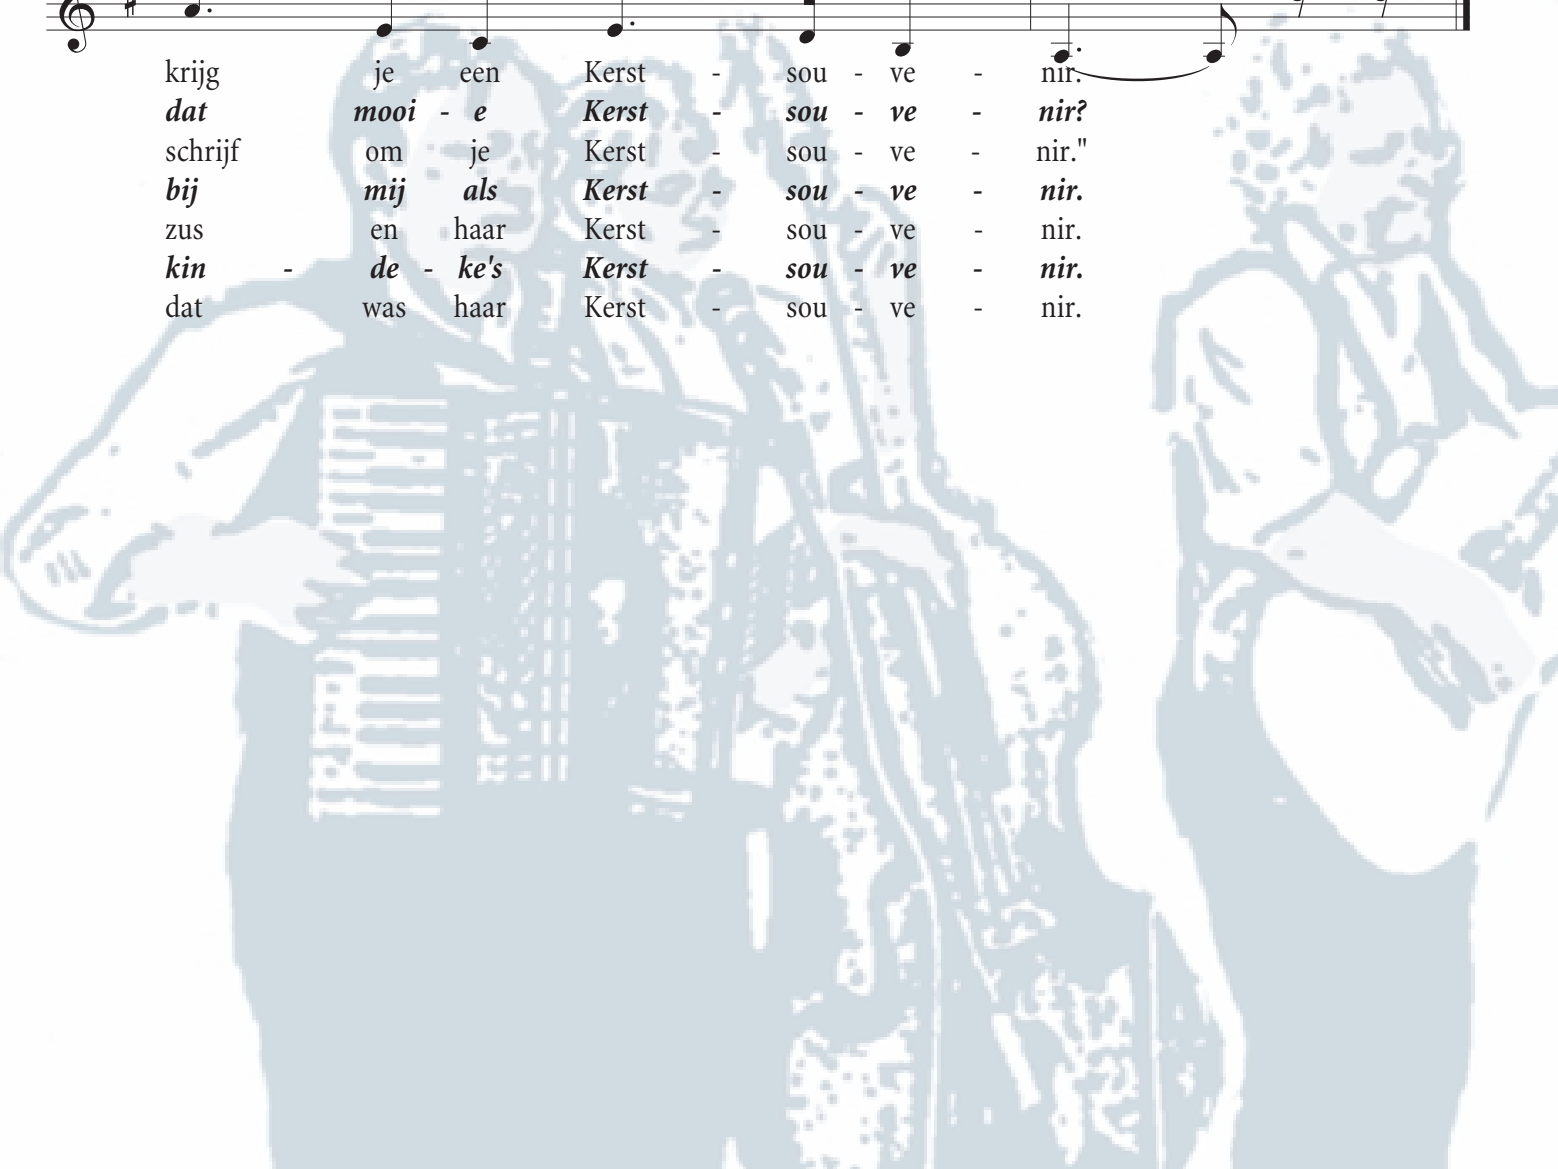 krijg je een Kerst - sou - ve - nir.
dat mooi - e Kerst - sou - ve - nir?
schrijf om je Kerst - sou - ve - nir."
bij mij als Kerst - sou - ve - nir.
zus en haar Kerst - sou - ve - nir.
kin - de - ke's Kerst - sou - ve - nir.
dat was haar Kerst - sou - ve - nir.